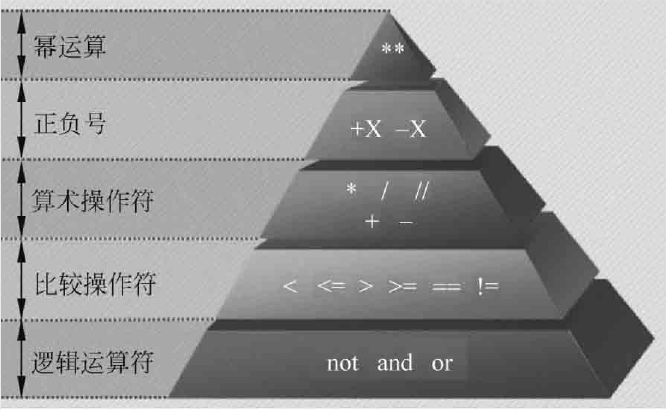 幂运算
**
正负号
+X –X
算术操作符
* / //
+ –
比较操作符
< <= > >= == !=
逻辑运算符
not and or